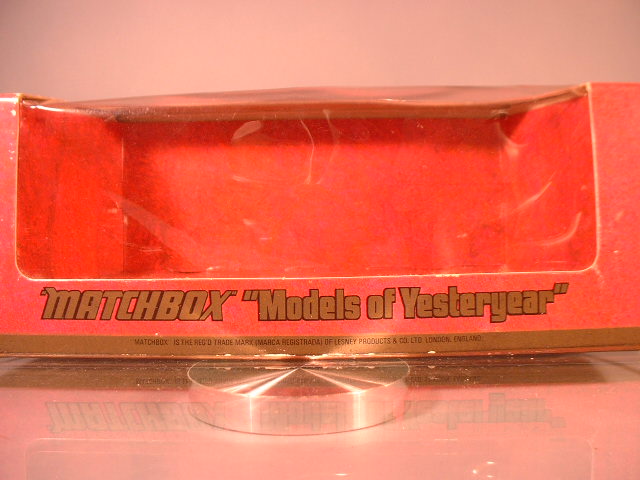 "MATCHBOX" "Models of Yesteryear"
MATCHBOX IS THE REG'D TRADE MARK (MARCA REGISTRADA) OF LESNEY PRODUCTS & CO. LTD. LONDON, ENGLAND.